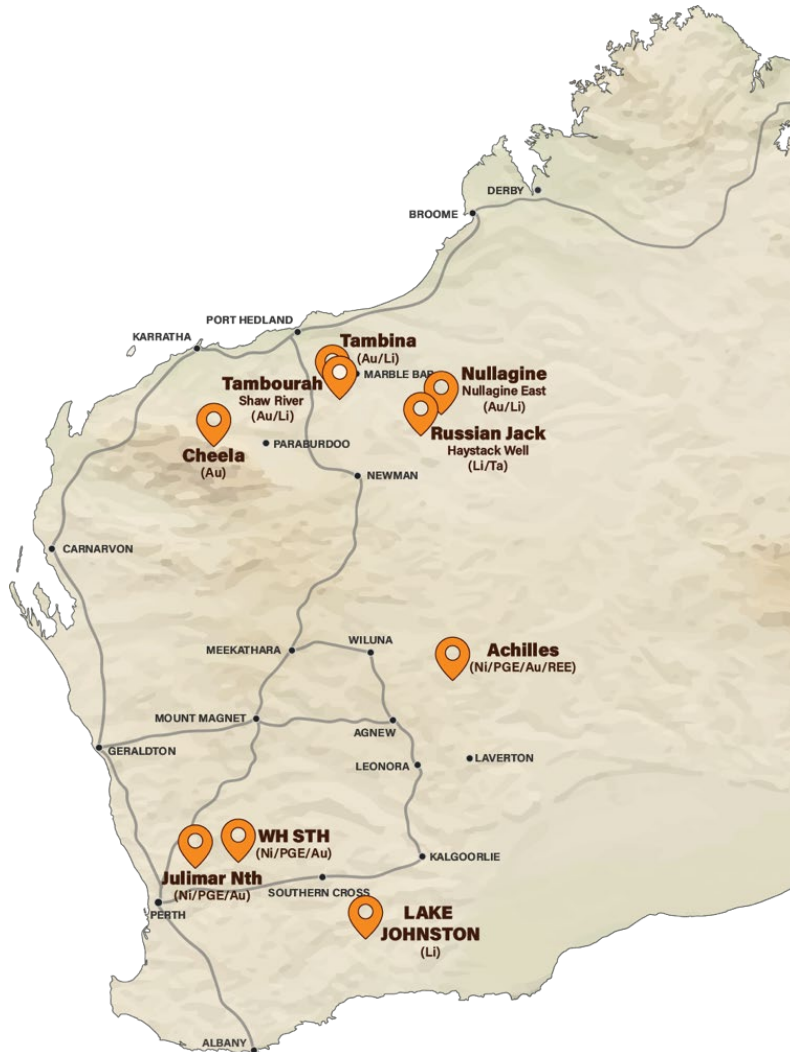 DERBY
BROOME
PORT HEDLAND
KARRATHA
Tambina
(Au/Li)
MARBLE BAR
Tambourah
Shaw River
(Au/Li)
Nullagine
Nullagine East
(Au/Li)
Russian Jack
Haystack Well
(Li/Ta)
Cheela
(Au)
PARABURDOO
NEWMAN
CARNARVON
MEEKATHARA
WILUNA
Achilles
(Ni/PGE/Au/REE)
MOUNT MAGNET
AGNEW
GERALDTON
LEONORA
LAVERTON
WH STH
(Ni/PGE/Au)
Julimar Nth
(Ni/PGE/Au)
KALGOORLIE
SOUTHERN CROSS
PERTH
LAKE
JOHNSTON
(Li)
ALBANY